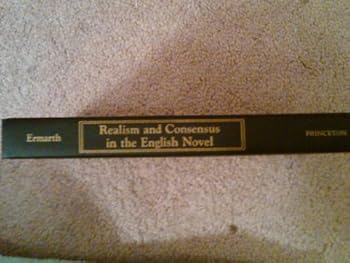 Ermarth
Realism and Consensus
in the English Novel
PRINCETON